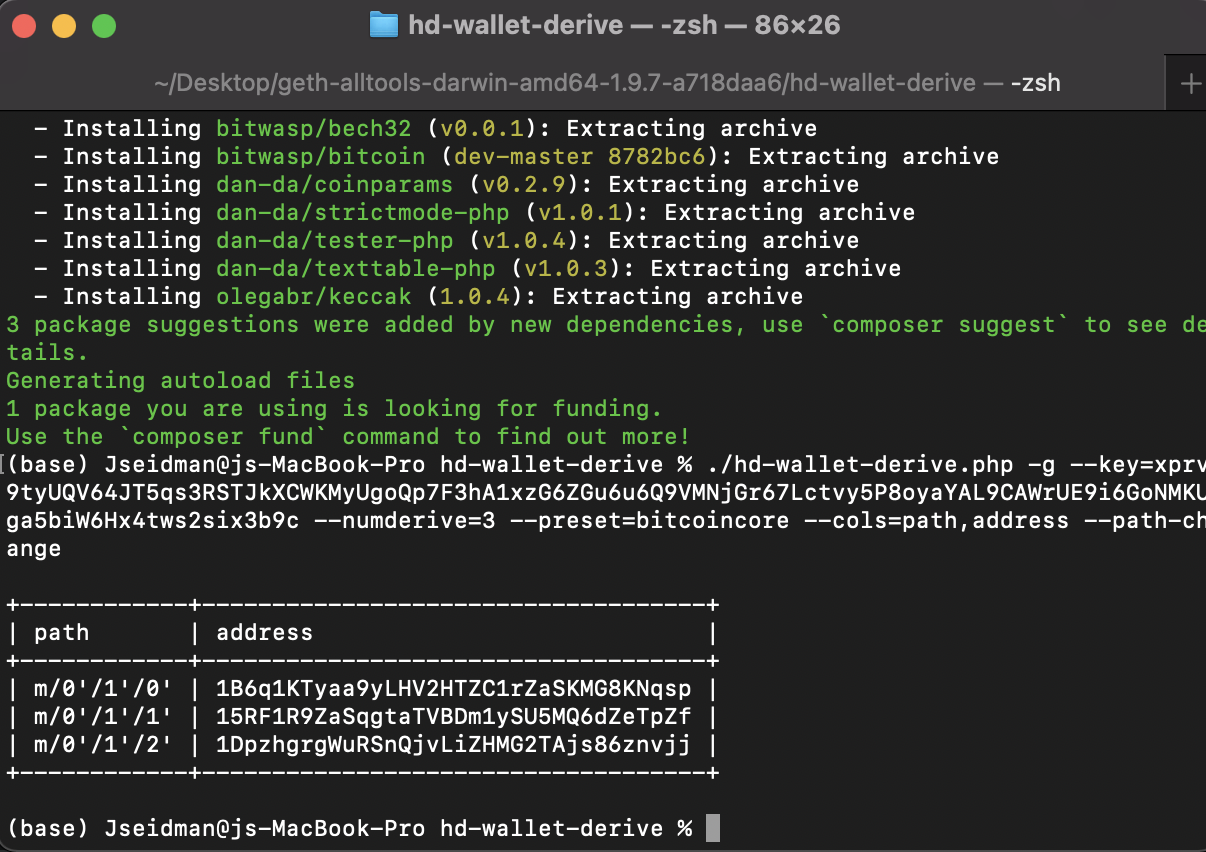 hd-wallet-derive — -zsh — 86×26
~/Desktop/geth-alltools-darwin-amd64-1.9.7-a718daa6/hd-wallet-derive — -zsh +
- Installing bitwasp/bech32 (v0.0.1): Extracting archive
- Installing bitwasp/bitcoin (dev-master 8782bc6): Extracting archive
- Installing dan-da/coinparams (v0.2.9): Extracting archive
- Installing dan-da/strictmode-php (v1.0.1): Extracting archive
- Installing dan-da/tester-php (v1.0.4): Extracting archive
- Installing dan-da/texttable-php (v1.0.3): Extracting archive
- Installing olegabr/keccak (1.0.4): Extracting archive
3 package suggestions were added by new dependencies, use `composer suggest` to see de
tails.
Generating autoload files
1 package you are using is looking for funding.
Use the `composer fund` command to find out more!
[(base) Jseidman@js-MacBook-Pro hd-wallet-derive % ./hd-wallet-derive.php -g --key=xprv
9tyUQV64JT5qs3RSTJkXCWKMyUgoQp7F3hA1xzG6ZGu6u6Q9VMNjGr67Lctvy5P8oyaYAL9CAWrUE9i6GoNMKU
ga5biW6Hx4tws2six3b9c --numderive=3 --preset=bitcoincore --cols=path,address --path-ch
ange
+------------+------------------------------------+
| path       | address                            |
+------------+------------------------------------+
| m/0'/1'/0' | 1B6q1KTyaa9yLHV2HTZC1rZaSKMG8KNqsp |
| m/0'/1'/1' | 15RF1R9ZaSqgtaTVBDm1ySU5MQ6dZeTpZf |
| m/0'/1'/2' | 1DpzhgrgWuRSnQjvLiZHMG2TAjs86znvjj |
+------------+------------------------------------+
(base) Jseidman@js-MacBook-Pro hd-wallet-derive %